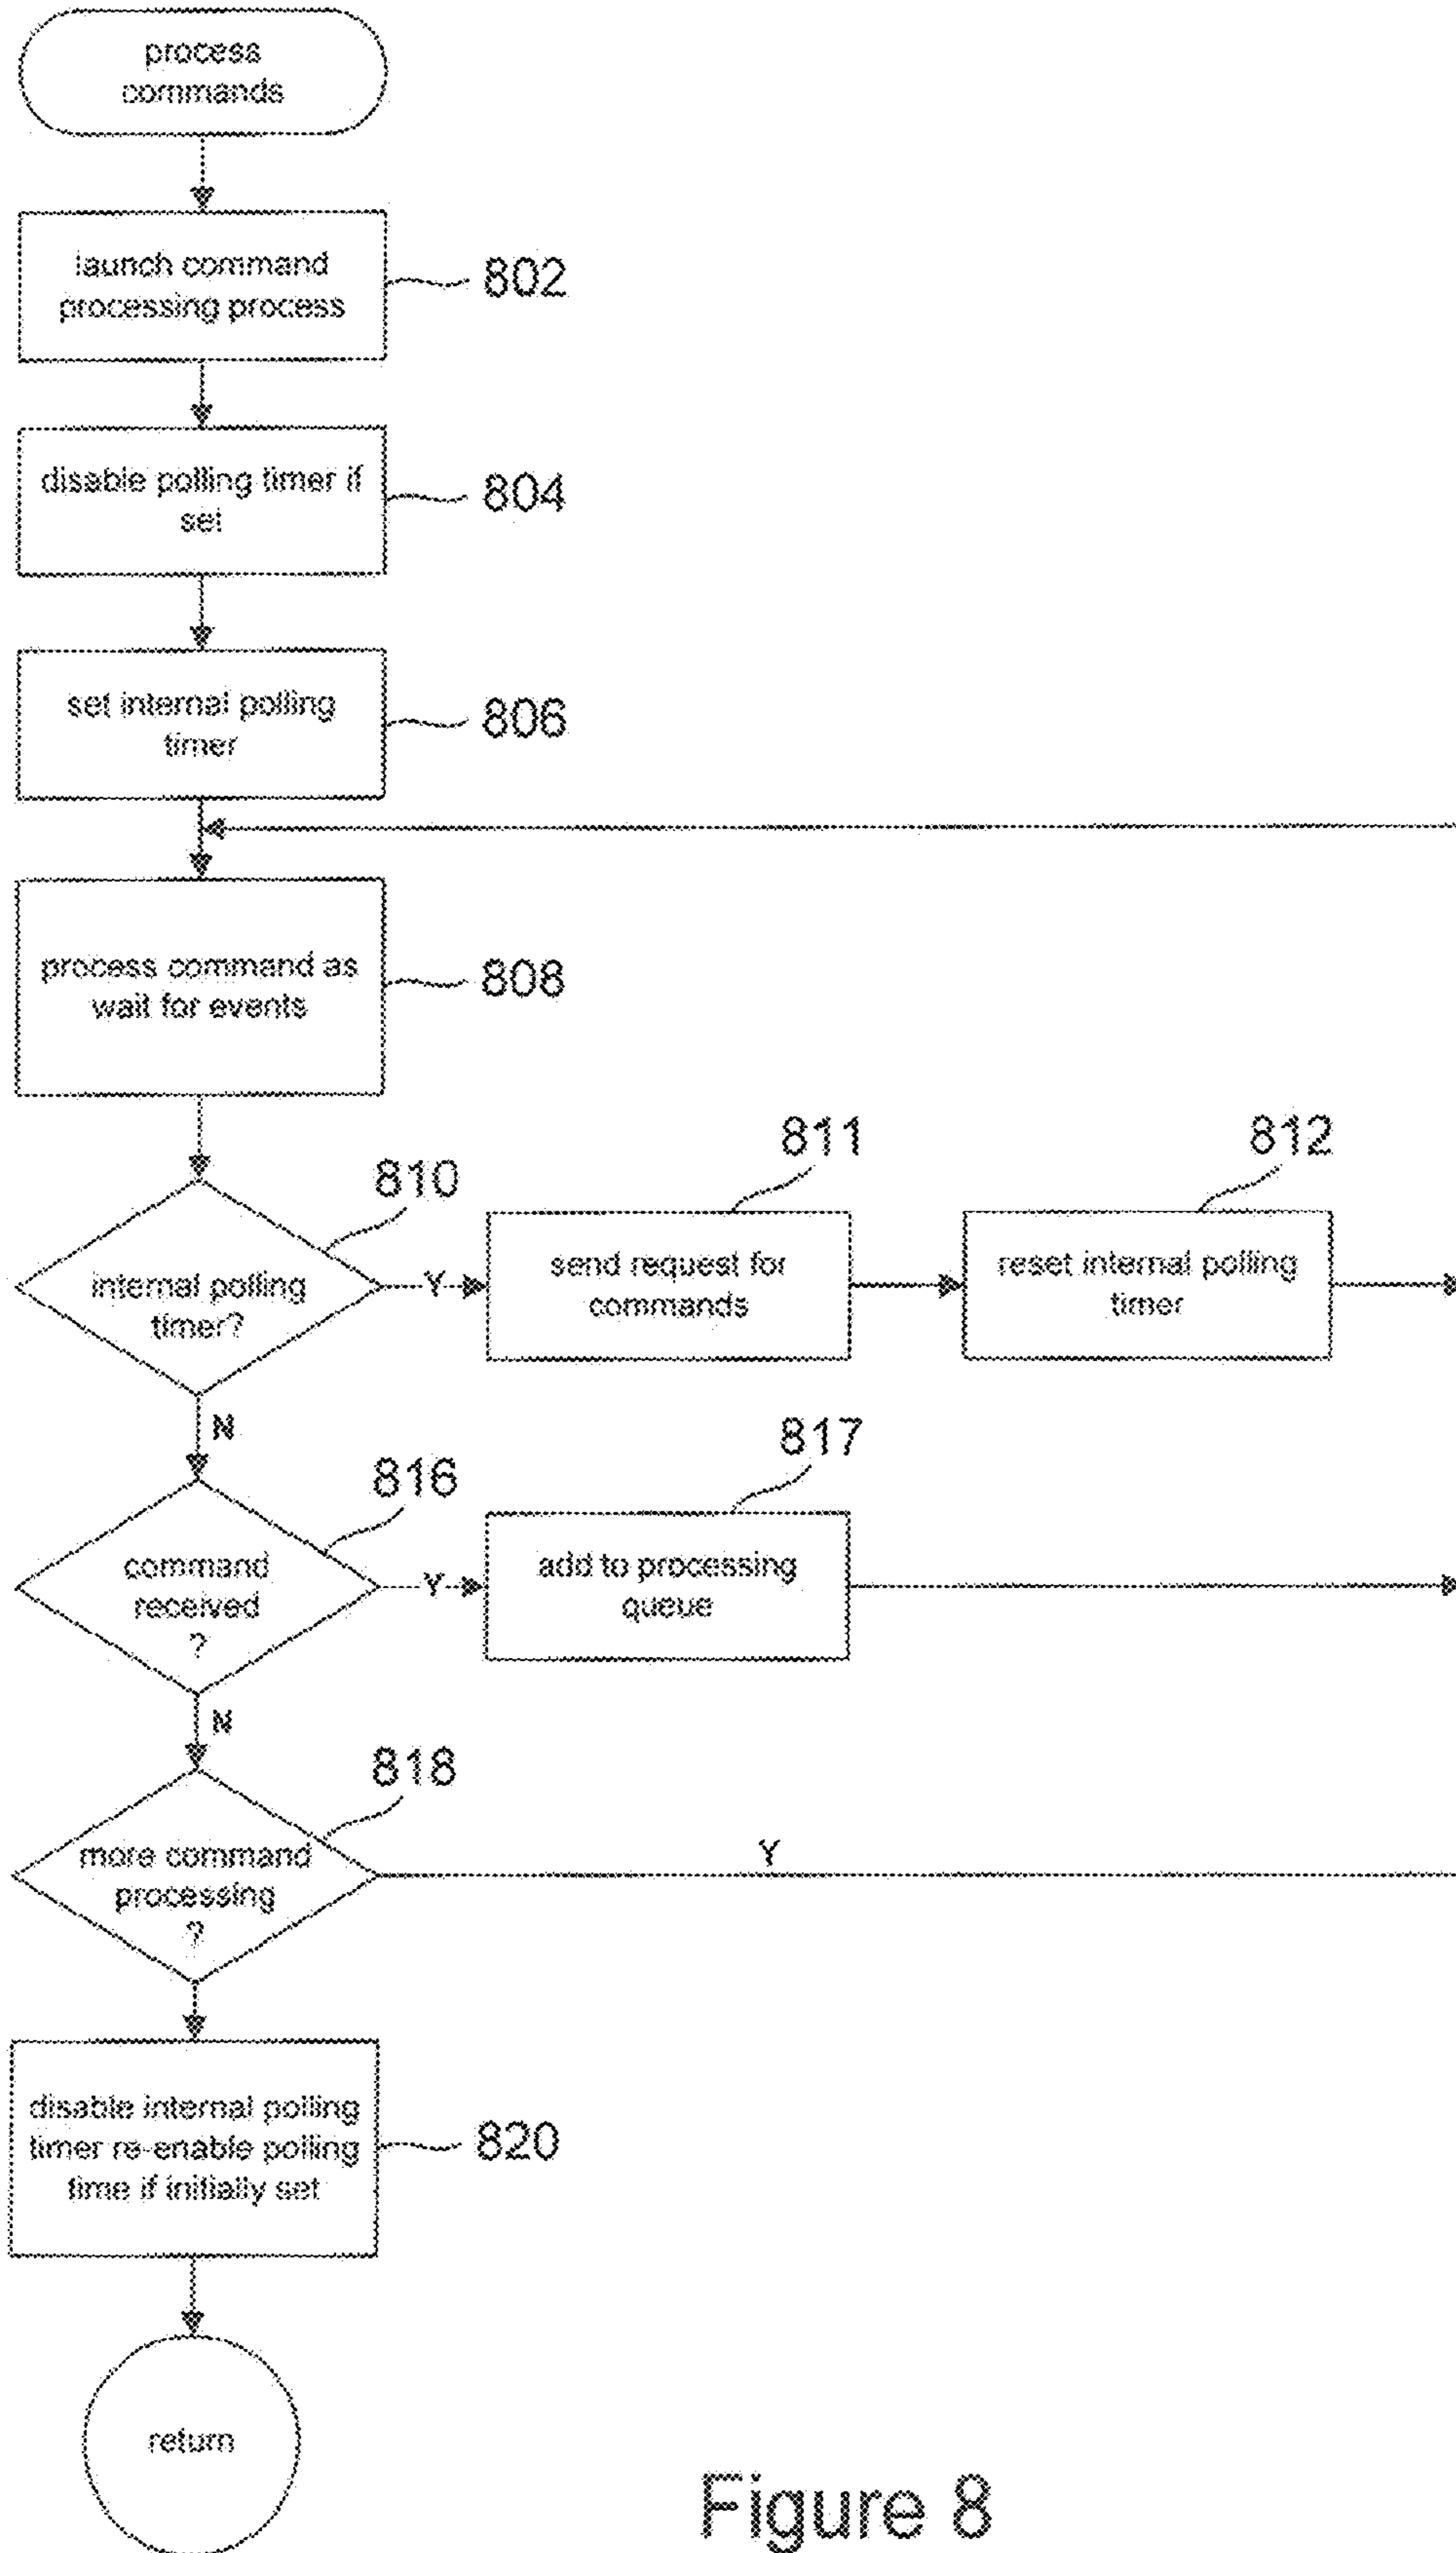 process
commands
launch command
processing process
802
disable polling timer if
set
804
set internal polling
timer
806
process command as
wait for events
808
810
811
812
internal polling
timer?
Y
send request for
commands
reset internal polling
timer
N
816
817
command
received
?
Y
add to processing
queue
N
818
more command
processing
?
Y
disable internal polling
timer re-enable polling
time if initially set
820
return
Figure 8